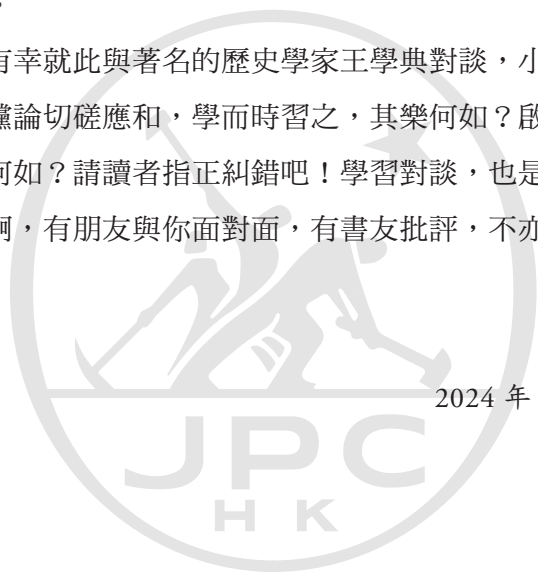 。
有幸就此與著名的歷史學家王學典對談，小
讜論切磋應和，學而時習之，其樂何如？啟
何如？請讀者指正糾錯吧！學習對談，也是
啊，有朋友與你面對面，有書友批評，不亦
2024 年
JPC
HK